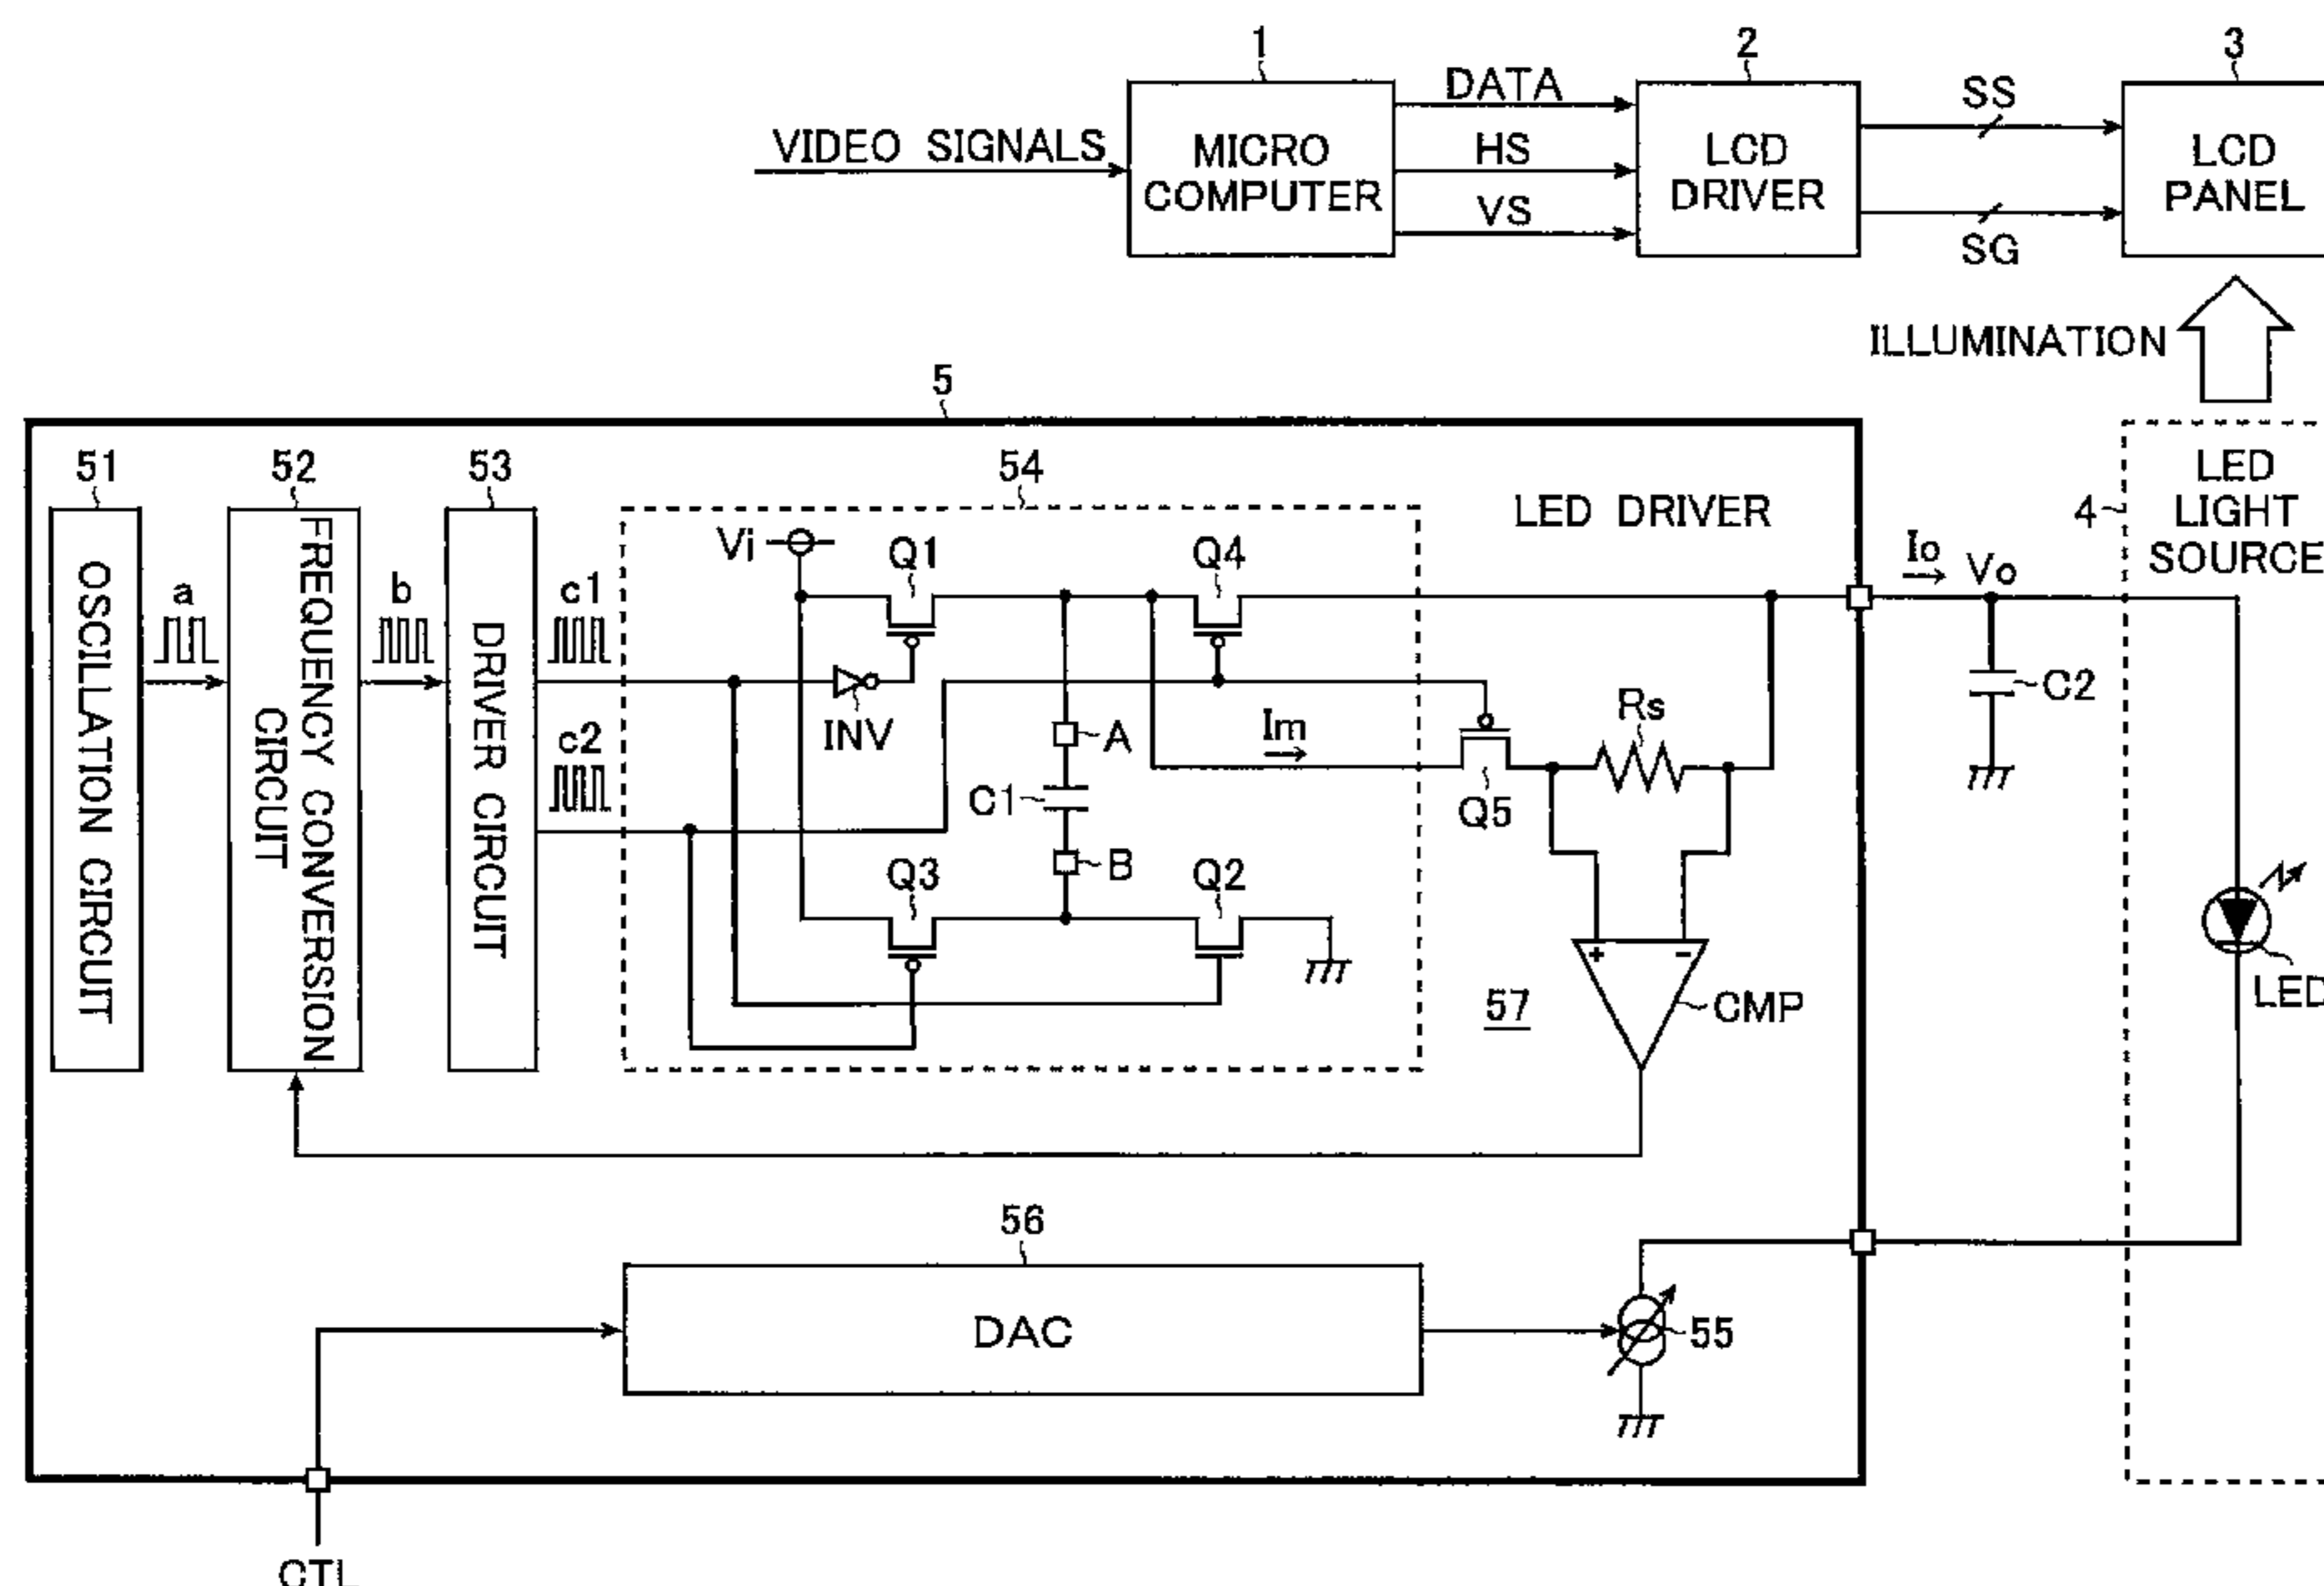 1
2
3
VIDEO SIGNALS
MICRO
COMPUTER
DATA
HS
VS
LCD
DRIVER
SS
SG
LCD
PANEL
ILLUMINATION
5
51
52
53
54
LED DRIVER
4
LED
LIGHT
SOURCE
OSCILLATION CIRCUIT
a
FREQUENCY CONVERSION
CIRCUIT
b
DRIVER CIRCUIT
c1
c2
Vi
Q1
Q4
INV
A
C1
B
Im
Q3
Q2
Q5
Rs
Io
Vo
C2
+
-
57
CMP
LED
56
DAC
55
CTL